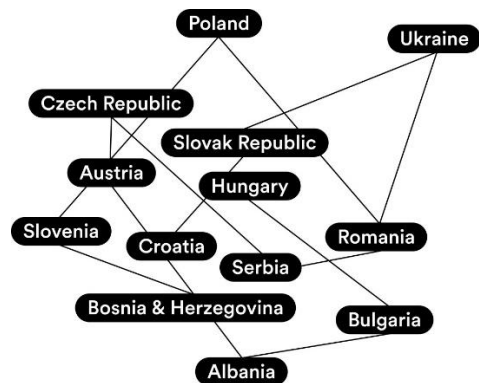 Poland
Ukraine
Czech Republic
Slovak Republic
Austria
Hungary
Slovenia
Croatia
Romania
Serbia
Bosnia & Herzegovina
Bulgaria
Albania